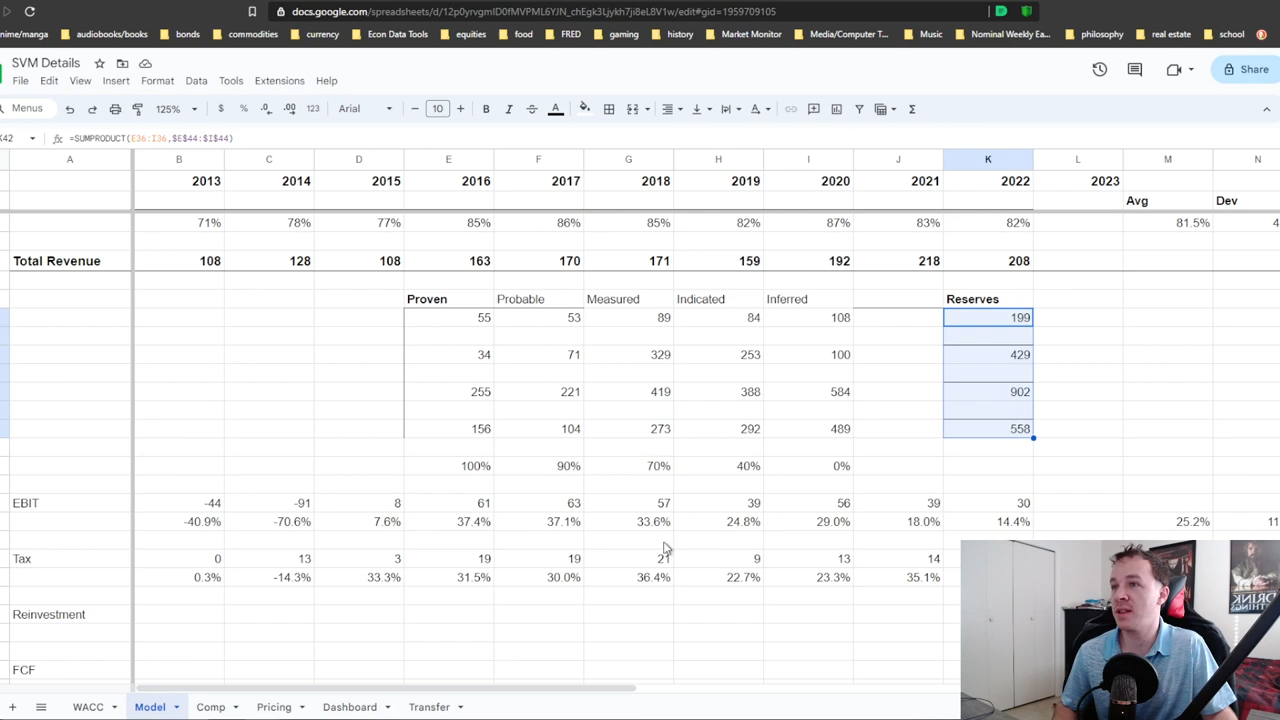 docs.google.com/spreadsheets/d/12p0yrvgmID0fMVPML6YJN_chEgk3Ljykh7ji8eL8V1w/edit#gid=1959709105
nime/manga audiobooks/books bonds commodities currency Econ Data Tools equities food FRED gaming history Market Monitor Media/Computer T... Music Nominal Weekly Ea... philosophy real estate school
SVM Details
File Edit View Insert Format Data Tools Extensions Help
Share
Menus 125% $ % .0 .00 123 Arial 10
K42 =SUMPRODUCT(E36:I36,$E$44:$I$44)
A B C D E F G H I J K L M N
2013 2014 2015 2016 2017 2018 2019 2020 2021 2022 2023
Avg Dev
71% 78% 77% 85% 86% 85% 82% 87% 83% 82% 81.5% 4
Total Revenue 108 128 108 163 170 171 159 192 218 208
Proven Probable Measured Indicated Inferred Reserves
55 53 89 84 108 199
34 71 329 253 100 429
255 221 419 388 584 902
156 104 273 292 489 558
100% 90% 70% 40% 0%
EBIT -44 -91 8 61 63 57 39 56 39 30
-40.9% -70.6% 7.6% 37.4% 37.1% 33.6% 24.8% 29.0% 18.0% 14.4% 25.2% 11
Tax 0 13 3 19 19 21 9 13 14
0.3% -14.3% 33.3% 31.5% 30.0% 36.4% 22.7% 23.3% 35.1%
Reinvestment
FCF
DRINK
THINGS
WACC Model Comp Pricing Dashboard Transfer